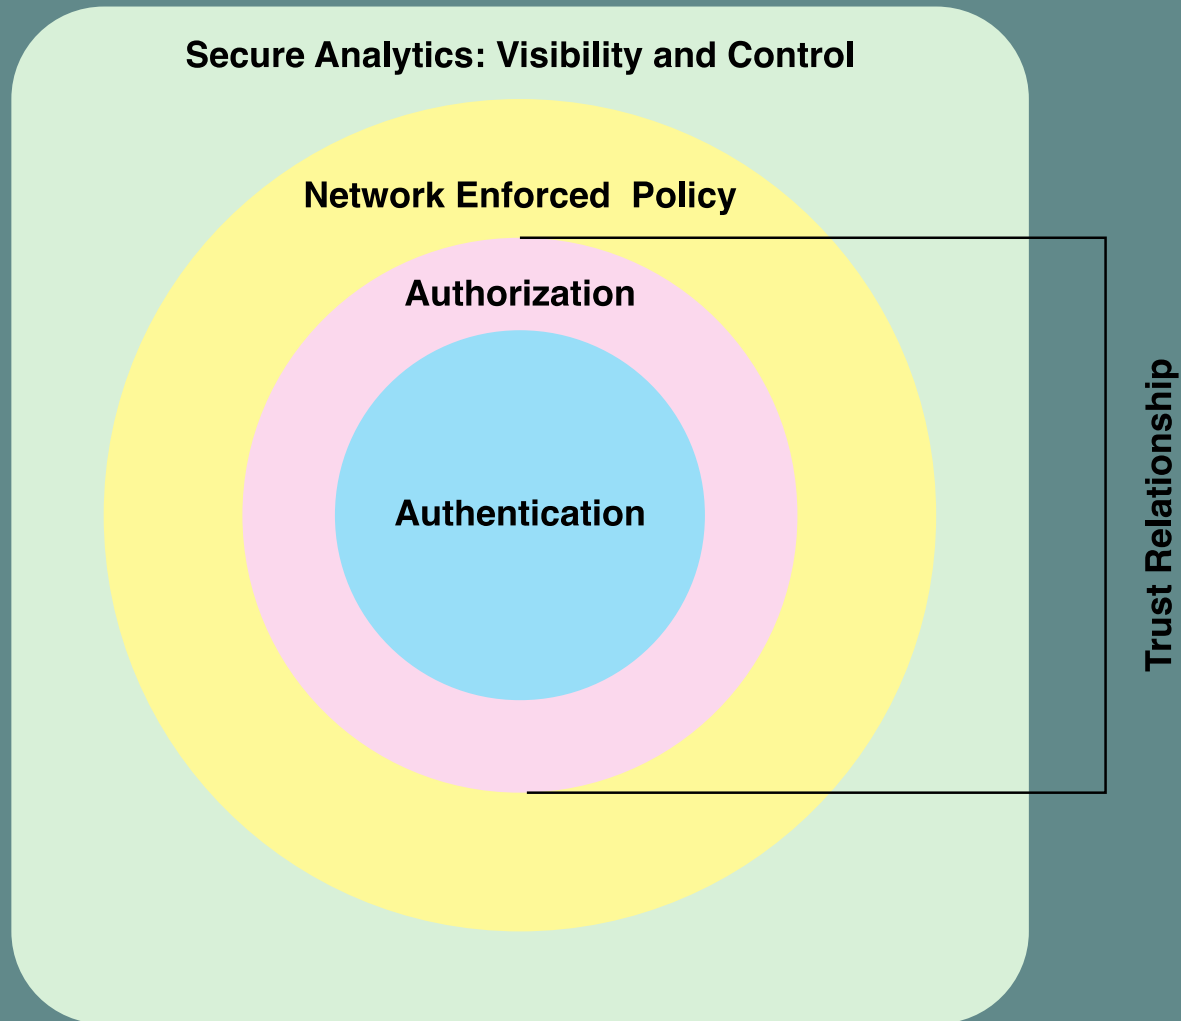 Secure Analytics: Visibility and Control
Network Enforced  Policy
Authorization
Authentication
Trust Relationship